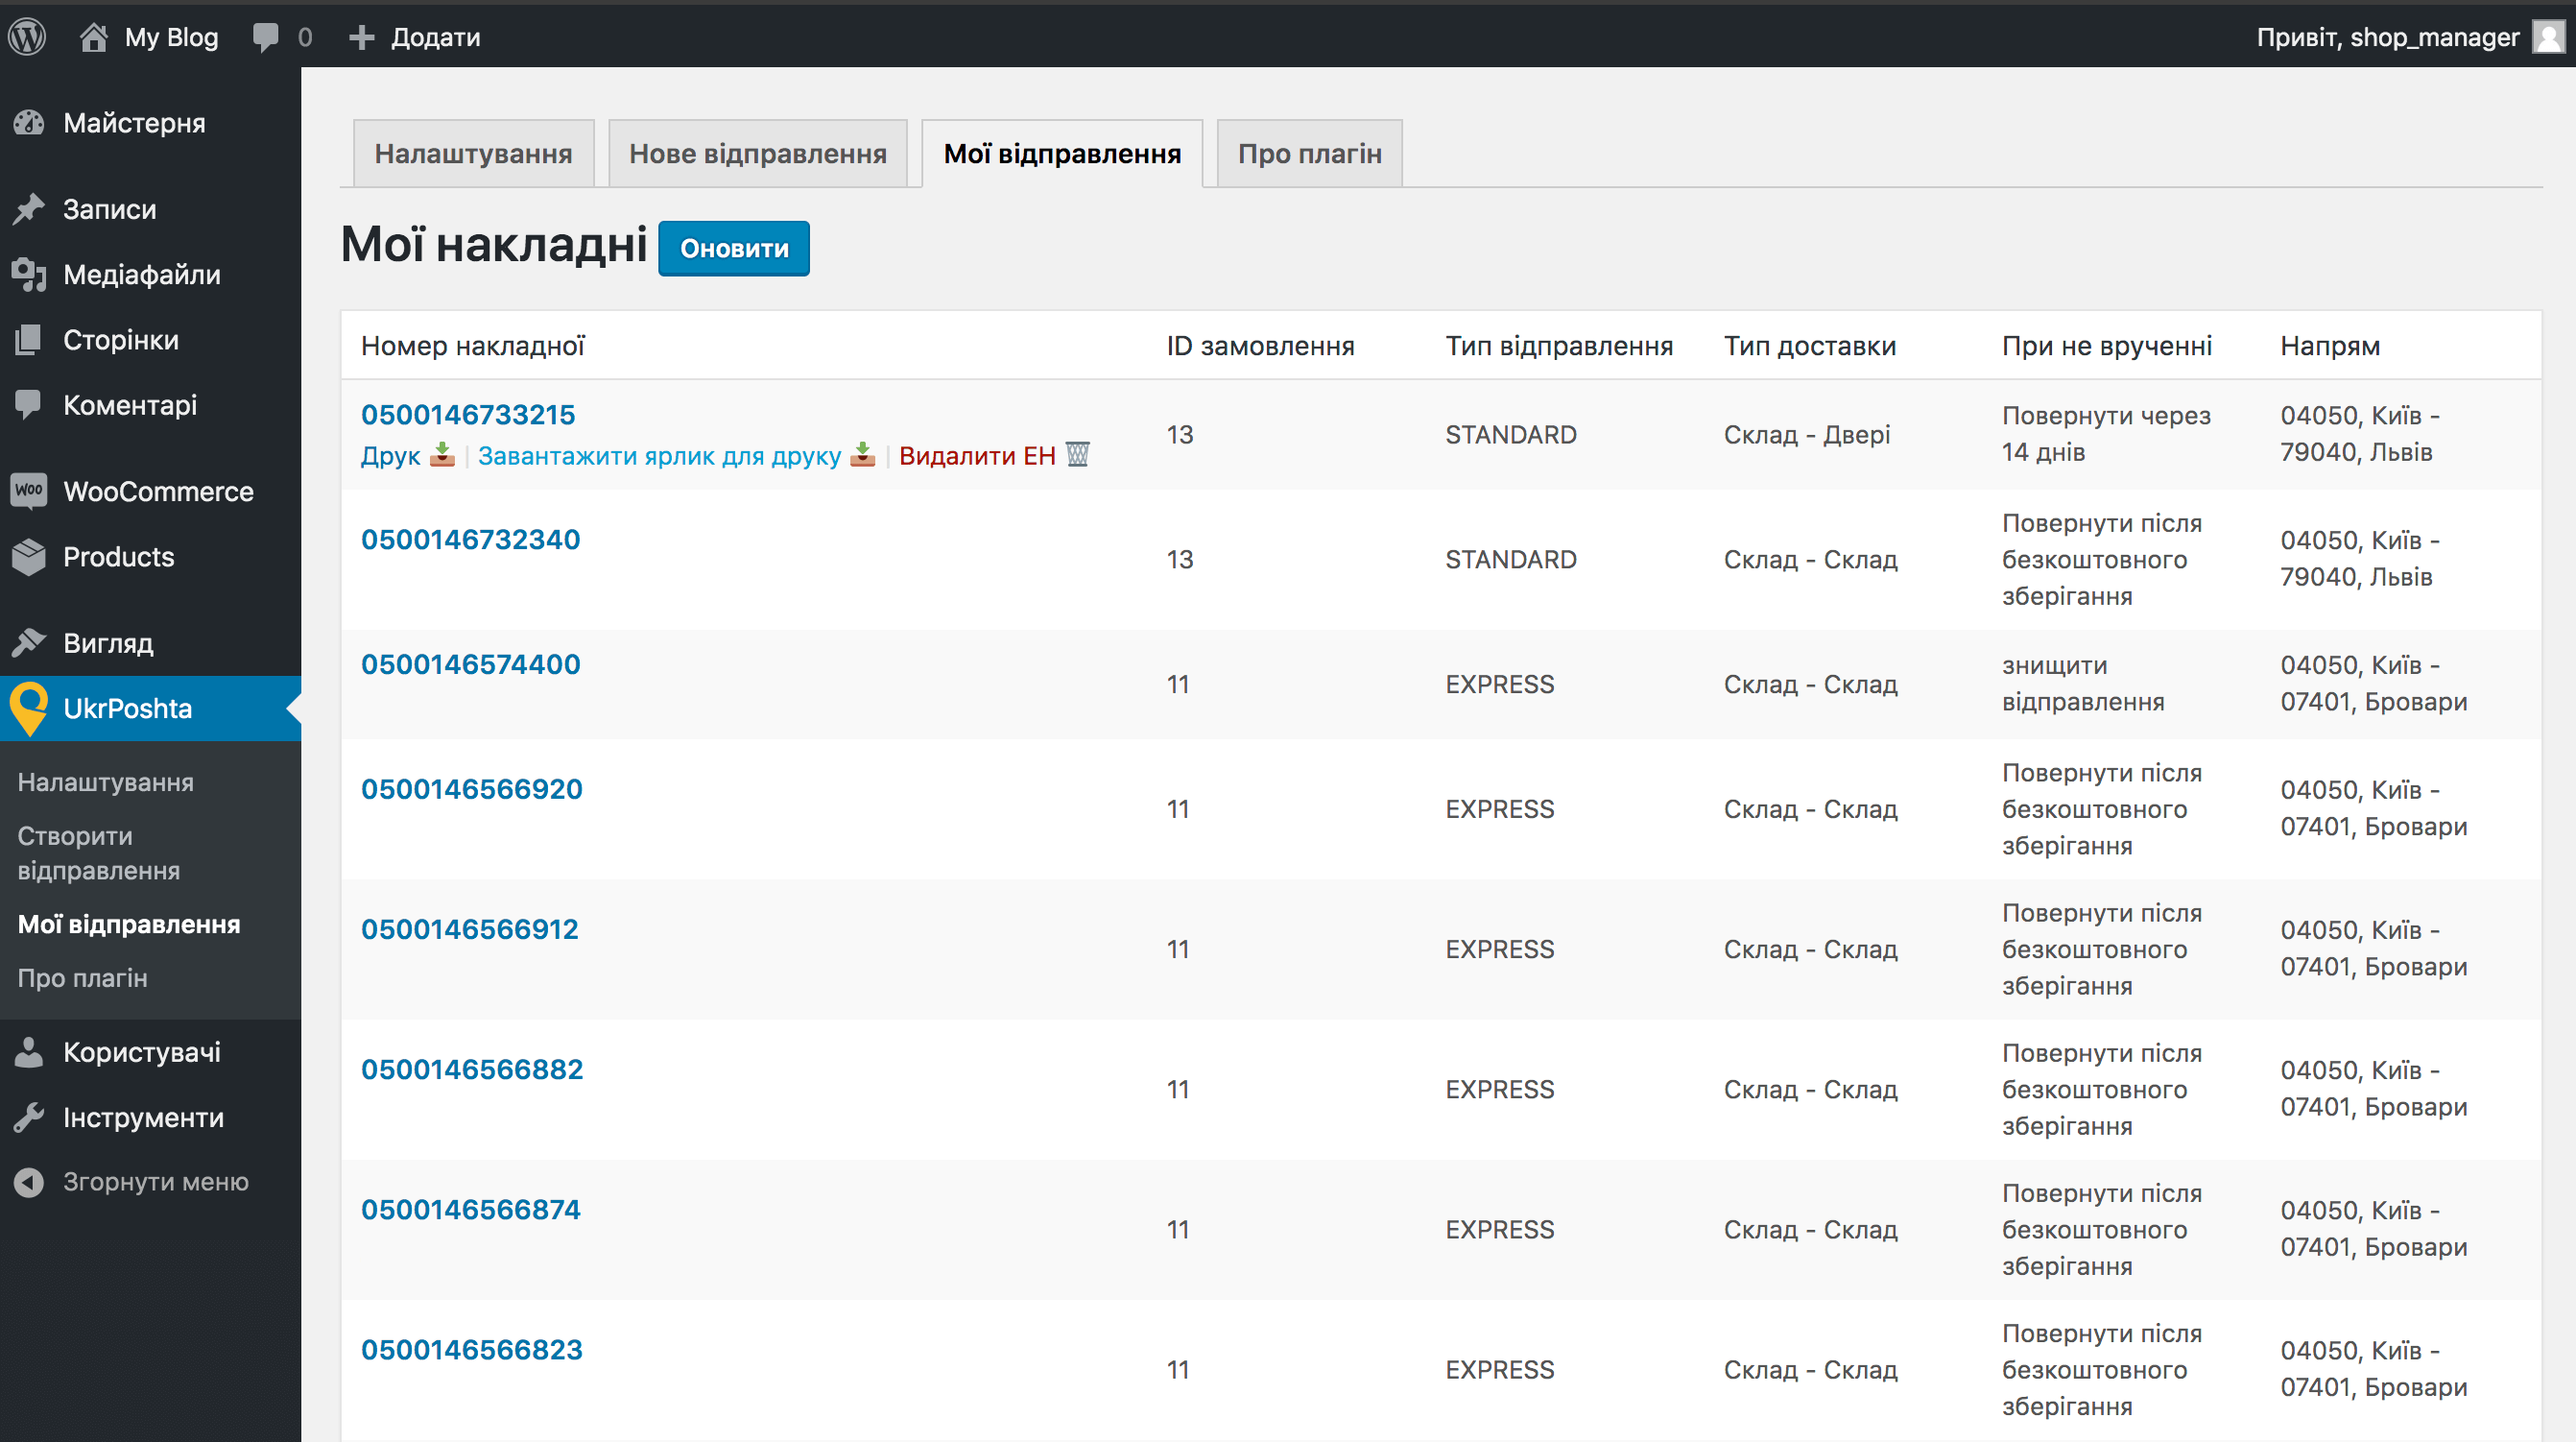 My Blog 0 Додати Привіт, shop_manager
Майстерня
Записи
Медіафайли
Сторінки
Коментарі
WooCommerce
Products
Вигляд
UkrPoshta
Налаштування
Створити
відправлення
Мої відправлення
Про плагін
Користувачі
Інструменти
Згорнути меню
Налаштування Нове відправлення Мої відправлення Про плагін
Мої накладні Оновити
Номер накладної ID замовлення Тип відправлення Тип доставки При не врученні Напрям
0500146733215
Друк | Завантажити ярлик для друку | Видалити ЕН
13 STANDARD Склад - Двері
Повернути через
14 днів
04050, Київ -
79040, Львів
0500146732340
13 STANDARD Склад - Склад
Повернути після
безкоштовного
зберігання
04050, Київ -
79040, Львів
0500146574400
11 EXPRESS Склад - Склад
знищити
відправлення
04050, Київ -
07401, Бровари
0500146566920
11 EXPRESS Склад - Склад
Повернути після
безкоштовного
зберігання
04050, Київ -
07401, Бровари
0500146566912
11 EXPRESS Склад - Склад
Повернути після
безкоштовного
зберігання
04050, Київ -
07401, Бровари
0500146566882
11 EXPRESS Склад - Склад
Повернути після
безкоштовного
зберігання
04050, Київ -
07401, Бровари
0500146566874
11 EXPRESS Склад - Склад
Повернути після
безкоштовного
зберігання
04050, Київ -
07401, Бровари
0500146566823
11 EXPRESS Склад - Склад
Повернути після
безкоштовного
зберігання
04050, Київ -
07401, Бровари